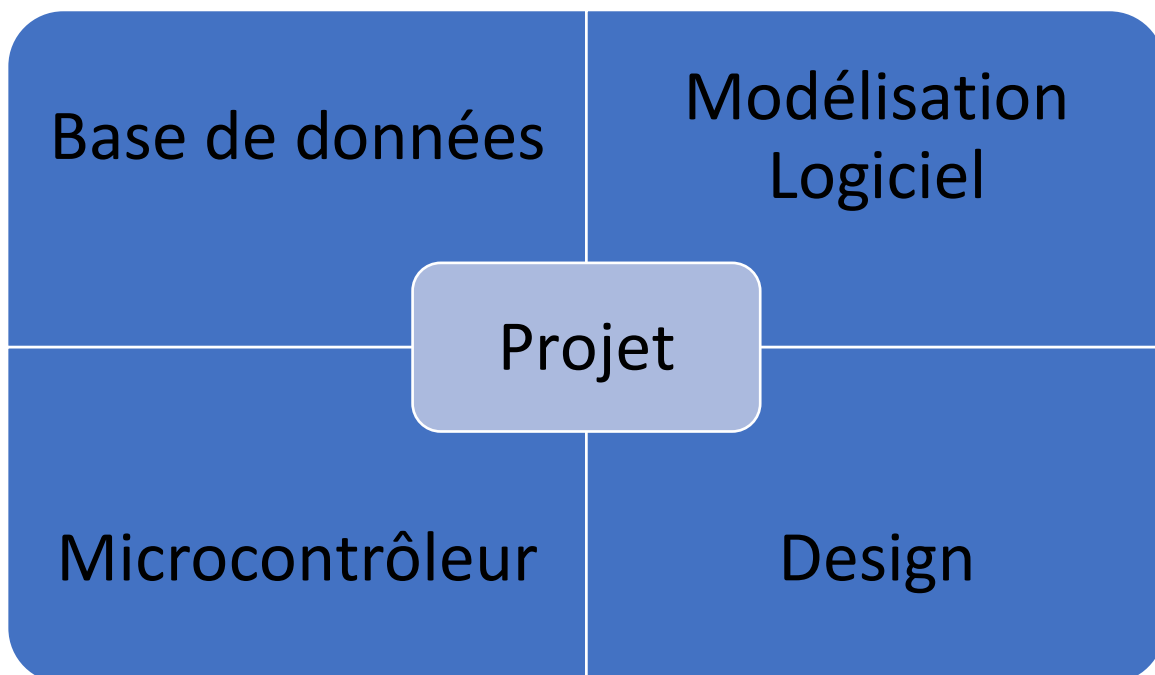 Base de données
Modélisation
Logiciel
Projet
Microcontrôleur
Design